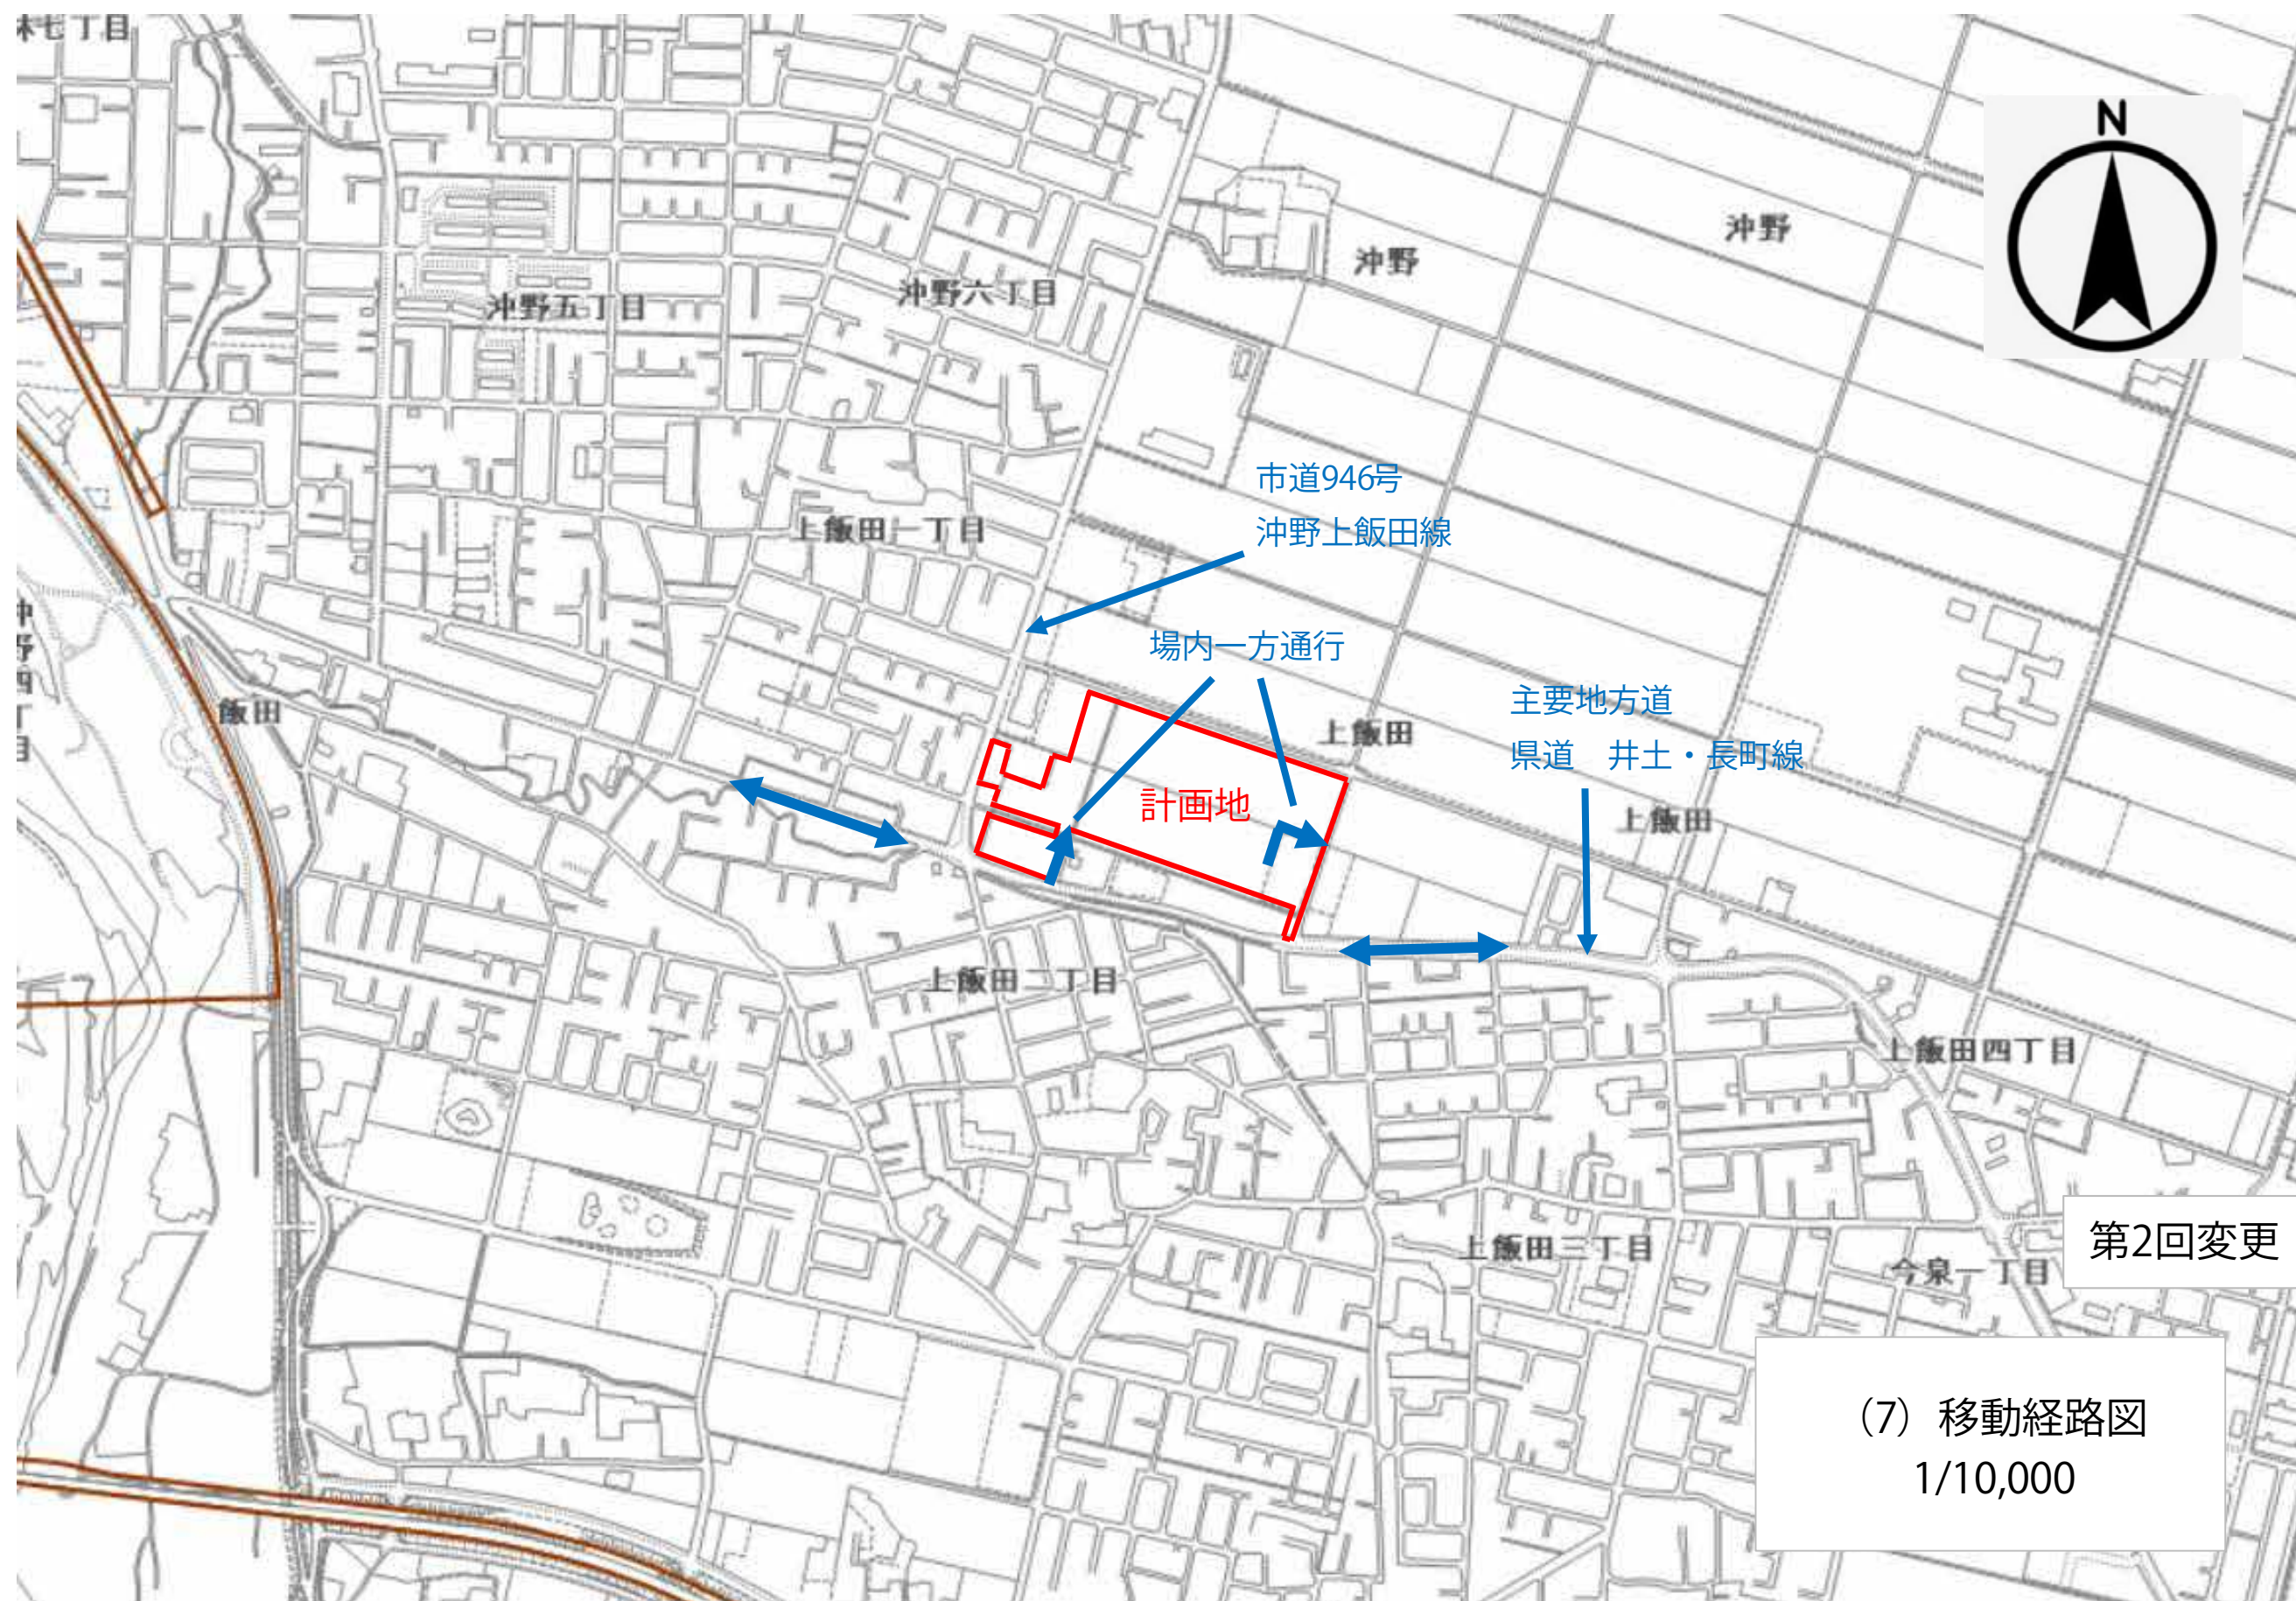 N
沖野
沖野
沖野五丁目
沖野六丁目
市道946号
沖野上飯田線
上飯田一丁目
場内一方通行
飯田
上飯田
主要地方道
県道 井土・長町線
計画地
上飯田
上飯田二丁目
上飯田四丁目
第2回変更
上飯田三丁目
今泉一丁目
(7)移動経路図
1/10,000